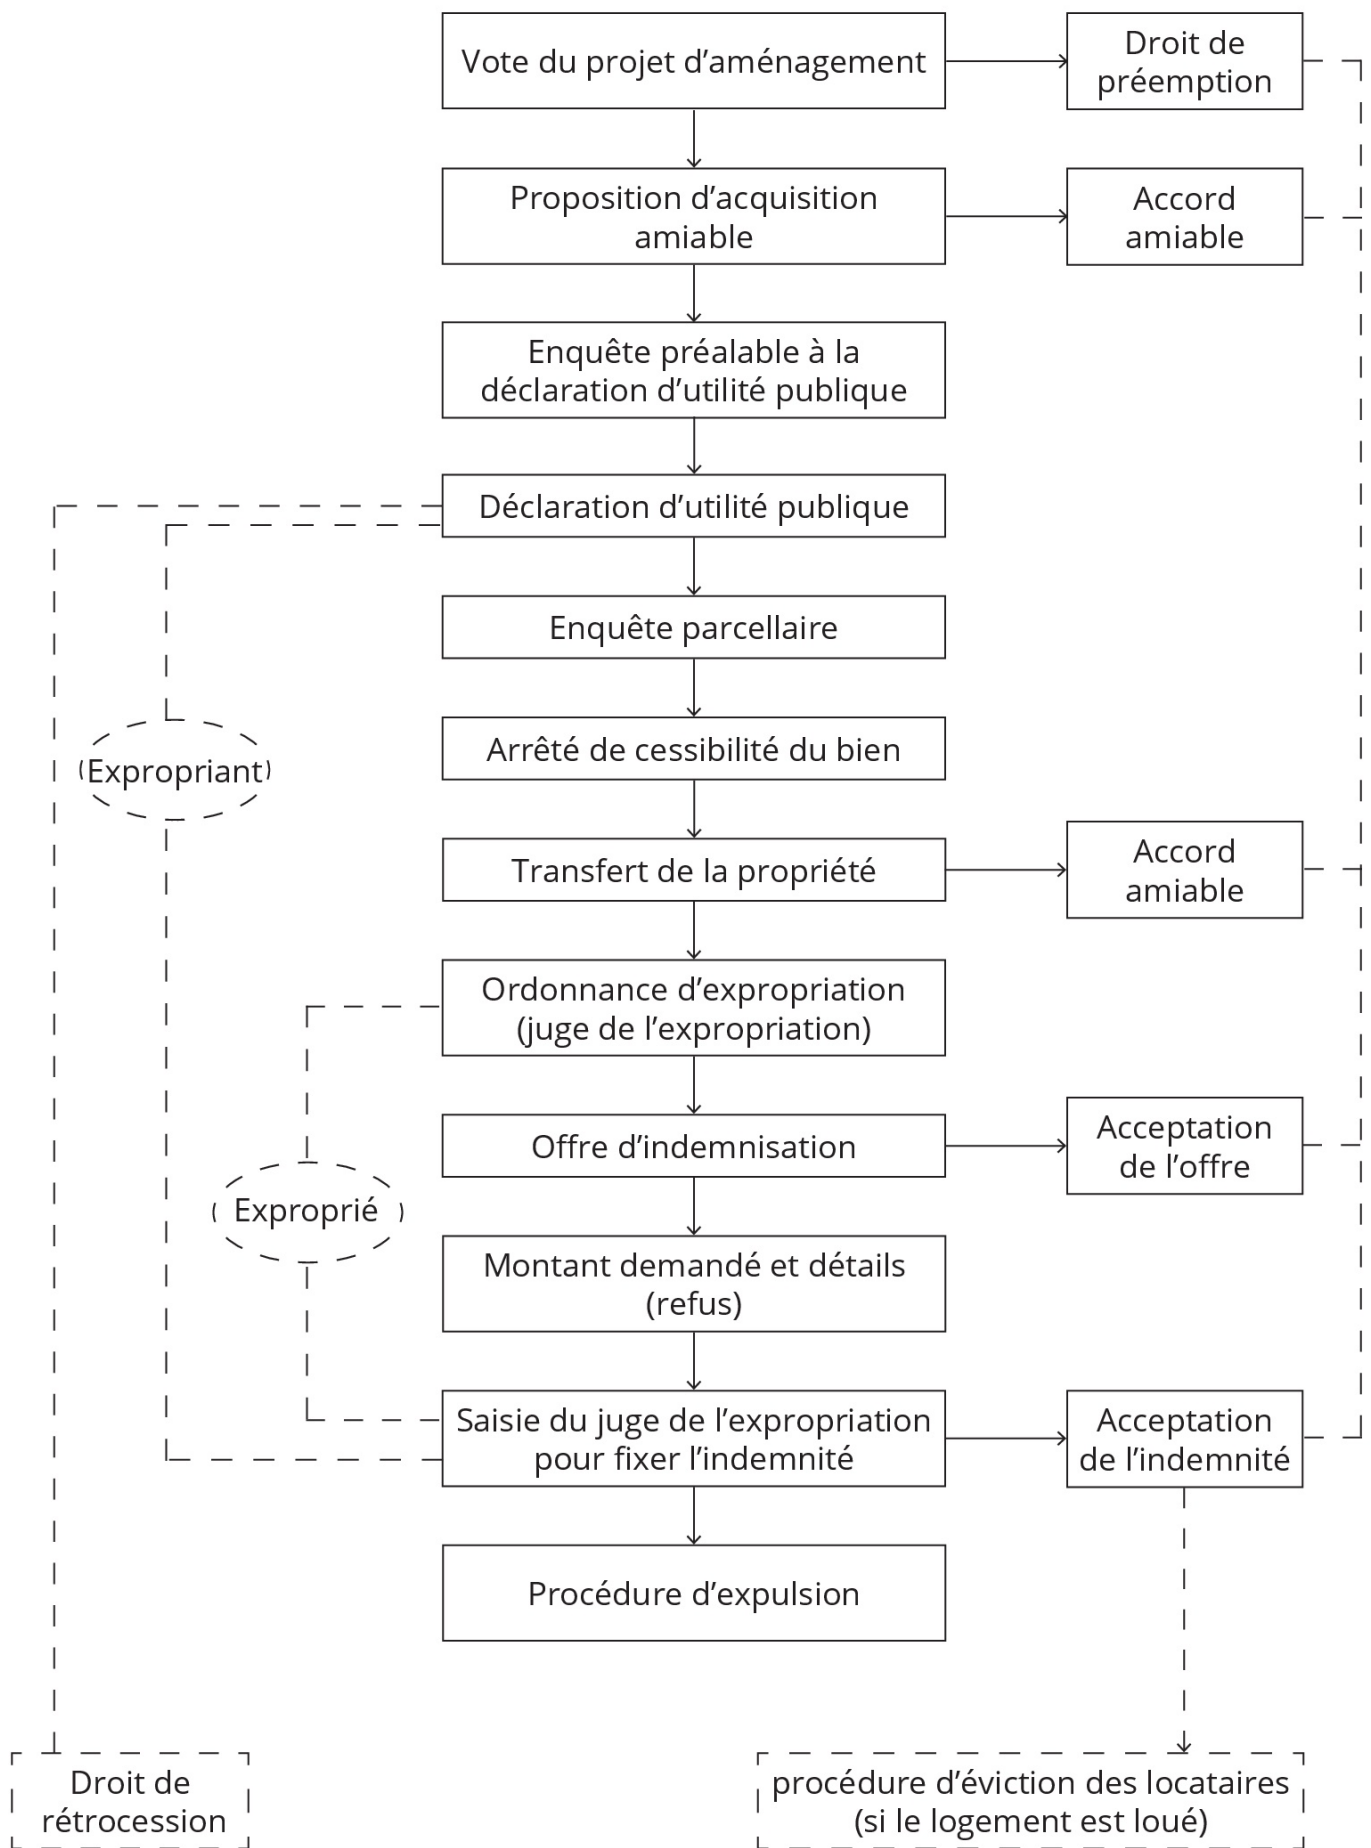 Vote du projet d’aménagement
Droit de
préemption
Proposition d’acquisition
amiable
Accord
amiable
Enquête préalable à la
déclaration d’utilité publique
Déclaration d’utilité publique
Enquête parcellaire
Expropriant
Arrêté de cessibilité du bien
Transfert de la propriété
Accord
amiable
Ordonnance d’expropriation
(juge de l’expropriation)
Offre d’indemnisation
Acceptation
de l’offre
Exproprié
Montant demandé et détails
(refus)
Saisie du juge de l’expropriation
pour fixer l’indemnité
Acceptation
de l’indemnité
Procédure d’expulsion
Droit de
rétrocession
procédure d’éviction des locataires
(si le logement est loué)